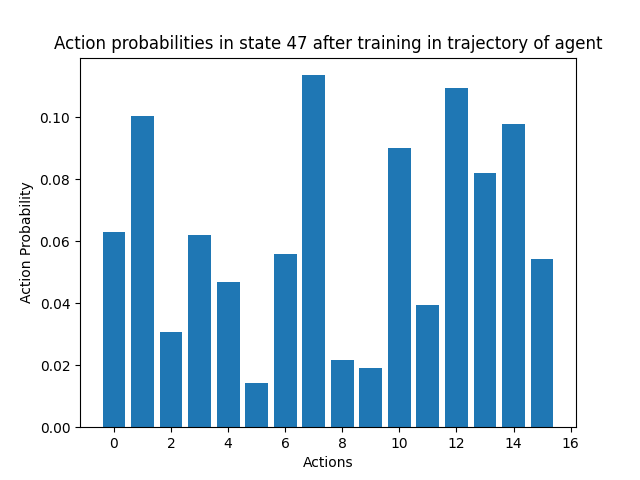 Action probabilities in state 47 after training in trajectory of agent
Action Probability
0.10
0.08
0.06
0.04
0.02
0.00
0 2 4 6 8 10 12 14 16
Actions